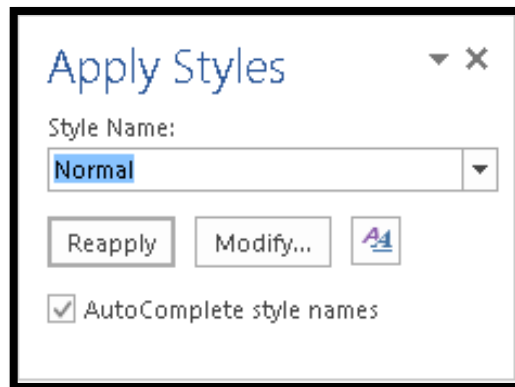 Apply Styles
Style Name:
Normal
Reapply Modify...
AutoComplete style names